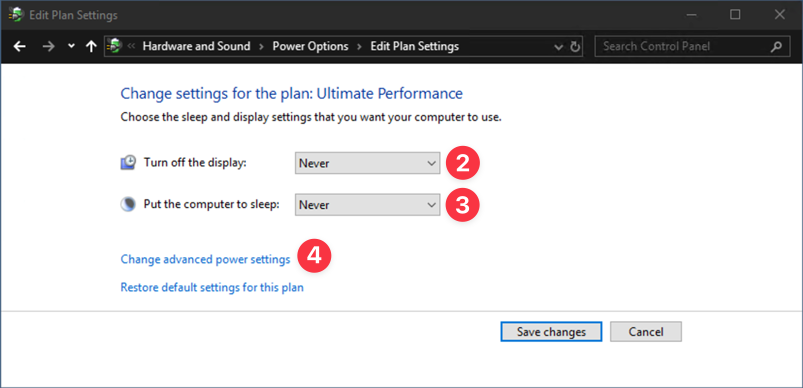 Edit Plan Settings
Hardware and Sound > Power Options > Edit Plan Settings
Search Control Panel
Change settings for the plan: Ultimate Performance
Choose the sleep and display settings that you want your computer to use.
Turn off the display: Never 2
Put the computer to sleep: Never 3
Change advanced power settings 4
Restore default settings for this plan
Save changes Cancel